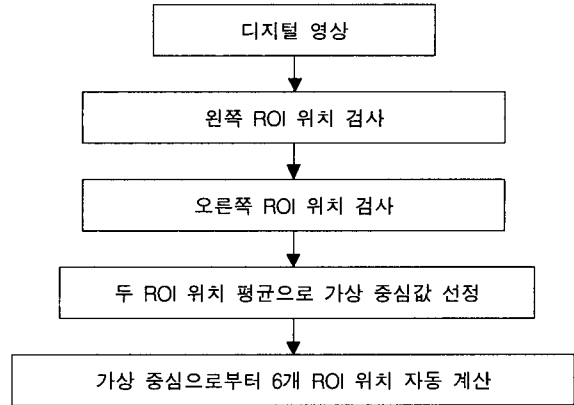 디지털 영상
왼쪽 ROI 위치 검사
오른쪽 ROI 위치 검사
두 ROI 위치 평균으로 가상 중심값 선정
가상 중심으로부터 6개 ROI 위치 자동 계산